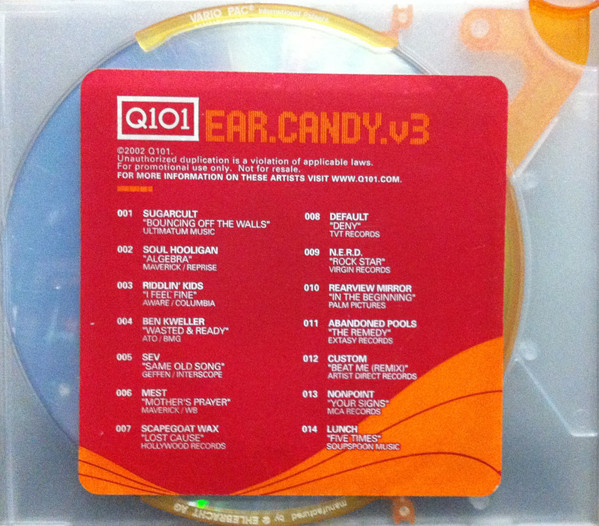 VARIO PAC® International Patent
Q101
EAR.CANDY.v3
©2002 Q101.
Unauthorized duplication is a violation of applicable laws.
For promotional use only. Not for resale.
FOR MORE INFORMATION ON THESE ARTISTS VISIT WWW.Q101.COM.
001 SUGARCULT
"BOUNCING OFF THE WALLS"
ULTIMATUM MUSIC
002 SOUL HOOLIGAN
"ALGEBRA"
MAVERICK / REPRISE
003 RIDDLIN' KIDS
"I FEEL FINE"
AWARE / COLUMBIA
004 BEN KWELLER
"WASTED & READY"
ATO / BMG
005 SEV
"SAME OLD SONG"
GEFFEN / INTERSCOPE
006 MEST
"MOTHER'S PRAYER"
MAVERICK / WB
007 SCAPEGOAT WAX
"LOST CAUSE"
HOLLYWOOD RECORDS
008 DEFAULT
"DENY"
TVT RECORDS
009 N.E.R.D.
"ROCK STAR"
VIRGIN RECORDS
010 REARVIEW MIRROR
"IN THE BEGINNING"
PALM PICTURES
011 ABANDONED POOLS
"THE REMEDY"
EXTASY RECORDS
012 CUSTOM
"BEAT ME (REMIX)"
ARTIST DIRECT RECORDS
013 NONPOINT
"YOUR SIGNS"
MCA RECORDS
014 LUNCH
"FIVE TIMES"
SOUPSPOON MUSIC
manufactured by © EHLEBRACHT AG